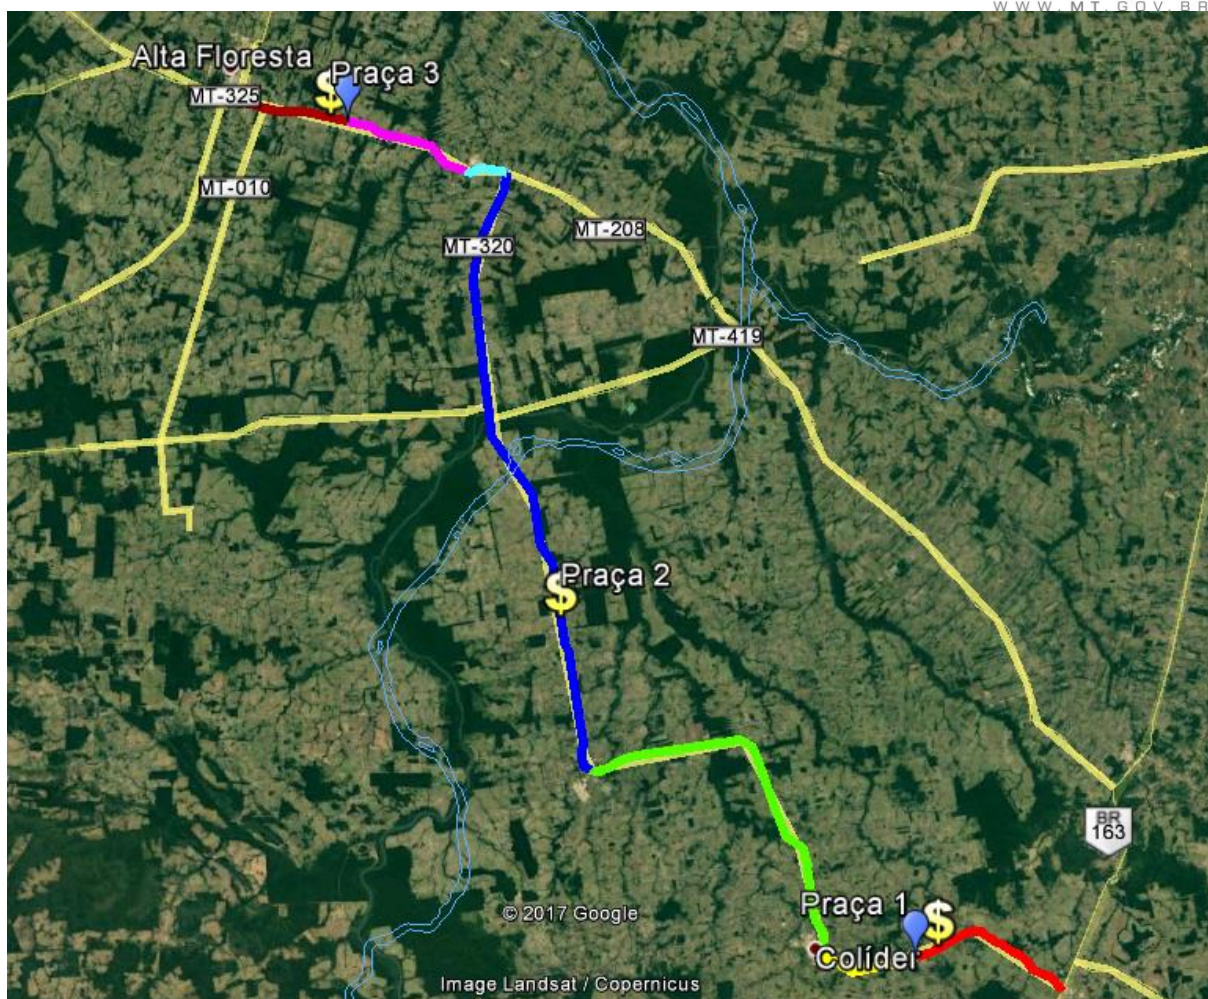 WWW.MT.GOV.BR
Alta Floresta
Praça 3
$
MT-325
MT-010
MT-208
MT-320
MT-419
Praça 2
$
BR
163
Praça 1
$
© 2017 Google
Colíder
Image Landsat / Copernicus